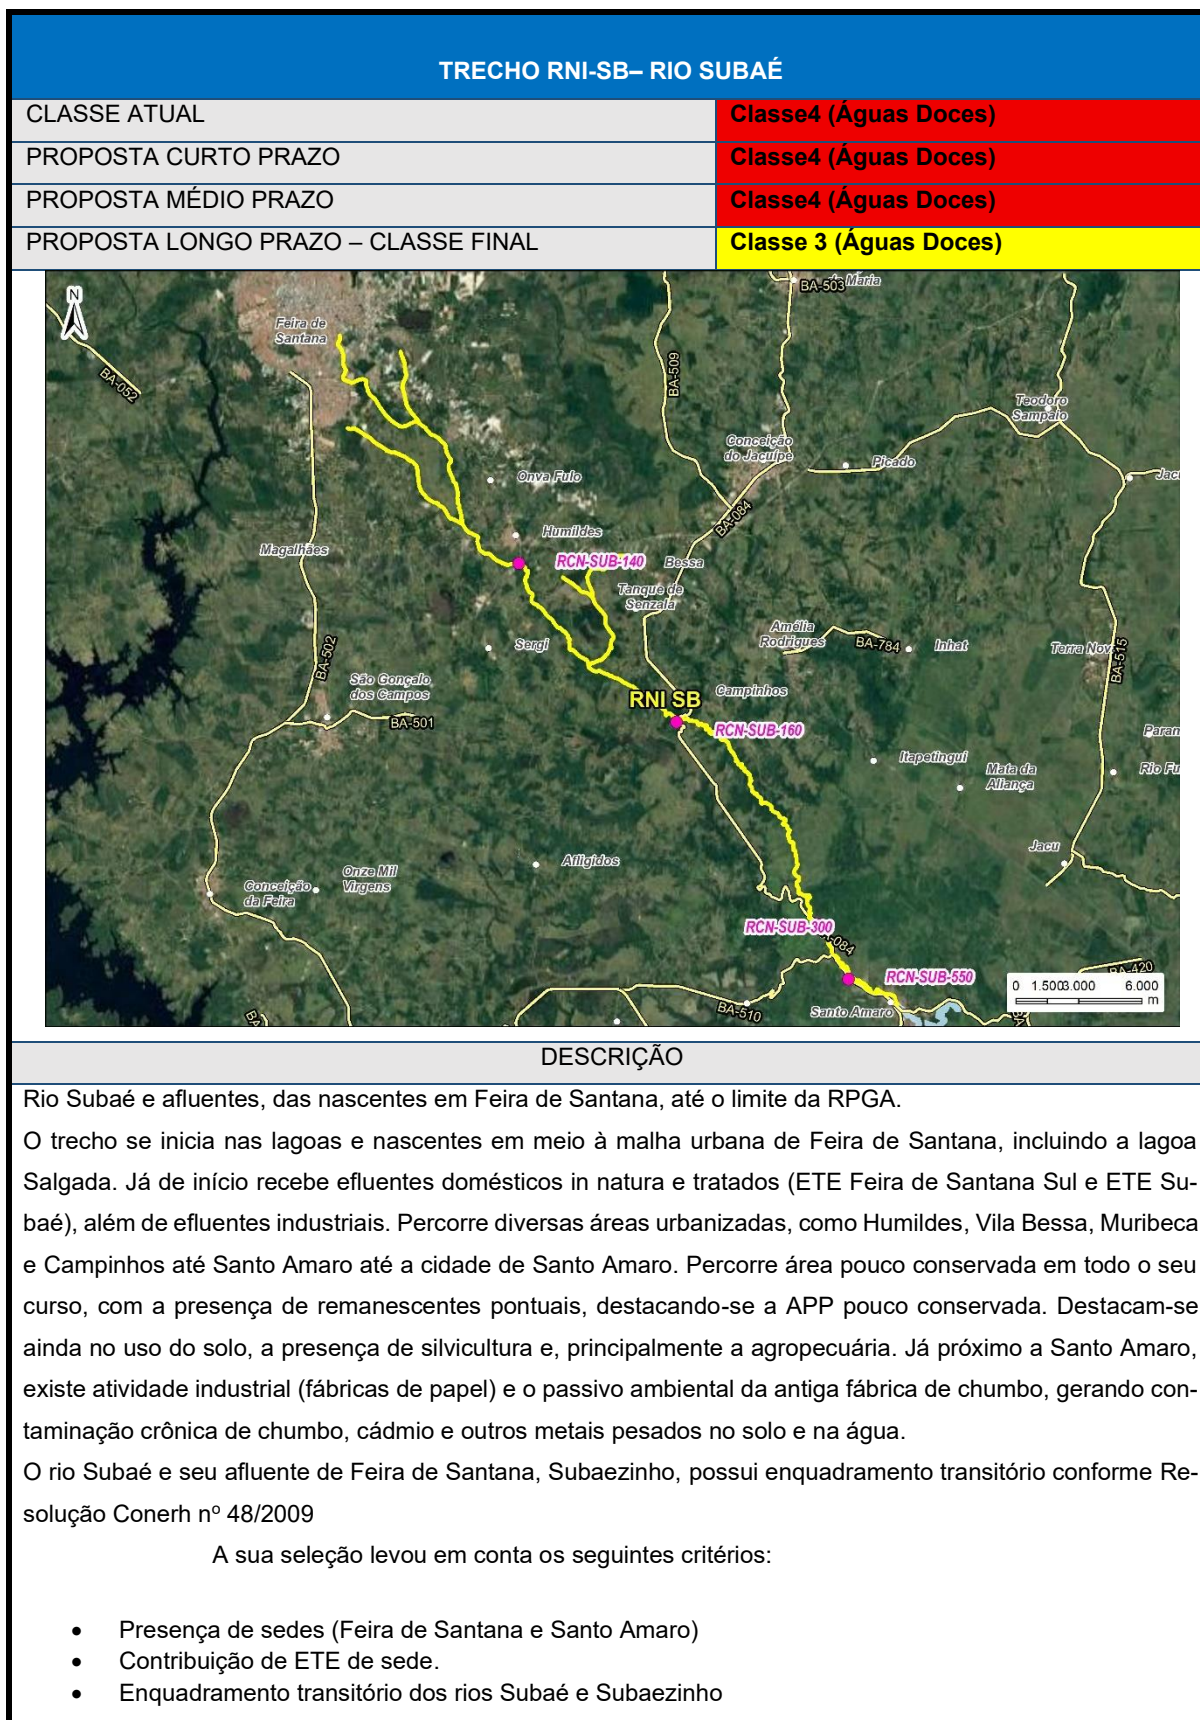 TRECHO RNI-SB– RIO SUBAÉ
CLASSE ATUAL
Classe4 (Águas Doces)
PROPOSTA CURTO PRAZO
Classe4 (Águas Doces)
PROPOSTA MÉDIO PRAZO
Classe4 (Águas Doces)
PROPOSTA LONGO PRAZO – CLASSE FINAL
Classe 3 (Águas Doces)
N
BA-503
Maria
Feira de
Santana
BA-052
BA-509
Teodoro
Sampaio
Conceição
do Jacuípe
Picado
Jacu
Onva Fulo
BA-084
Humildes
Magalhães
RCN-SUB-140
Bessa
Tanque de
Senzala
Amélia
Rodrigues
BA-784
Inhat
Terra Nov
BA-515
Sergi
BA-502
São Gonçalo
dos Campos
BA-501
RNI SB
Campinhos
RCN-SUB-160
Param
Itapetingui
Mata da
Aliança
Rio Fu
Jacu
Afligidos
Onze Mil
Virgens
Conceição
da Feira
RCN-SUB-300
-084
RCN-SUB-550
BA-420
0 1.500 3.000 6.000
m
BA-510
Santo Amaro
BA
BA
DESCRIÇÃO
Rio Subaé e afluentes, das nascentes em Feira de Santana, até o limite da RPGA.
O trecho se inicia nas lagoas e nascentes em meio à malha urbana de Feira de Santana, incluindo a lagoa
Salgada. Já de início recebe efluentes domésticos in natura e tratados (ETE Feira de Santana Sul e ETE Su-
baé), além de efluentes industriais. Percorre diversas áreas urbanizadas, como Humildes, Vila Bessa, Muribeca
e Campinhos até Santo Amaro até a cidade de Santo Amaro. Percorre área pouco conservada em todo o seu
curso, com a presença de remanescentes pontuais, destacando-se a APP pouco conservada. Destacam-se
ainda no uso do solo, a presença de silvicultura e, principalmente a agropecuária. Já próximo a Santo Amaro,
existe atividade industrial (fábricas de papel) e o passivo ambiental da antiga fábrica de chumbo, gerando con-
taminação crônica de chumbo, cádmio e outros metais pesados no solo e na água.
O rio Subaé e seu afluente de Feira de Santana, Subaezinho, possui enquadramento transitório conforme Re-
solução Conerh nº 48/2009
A sua seleção levou em conta os seguintes critérios:
• Presença de sedes (Feira de Santana e Santo Amaro)
• Contribuição de ETE de sede.
• Enquadramento transitório dos rios Subaé e Subaezinho